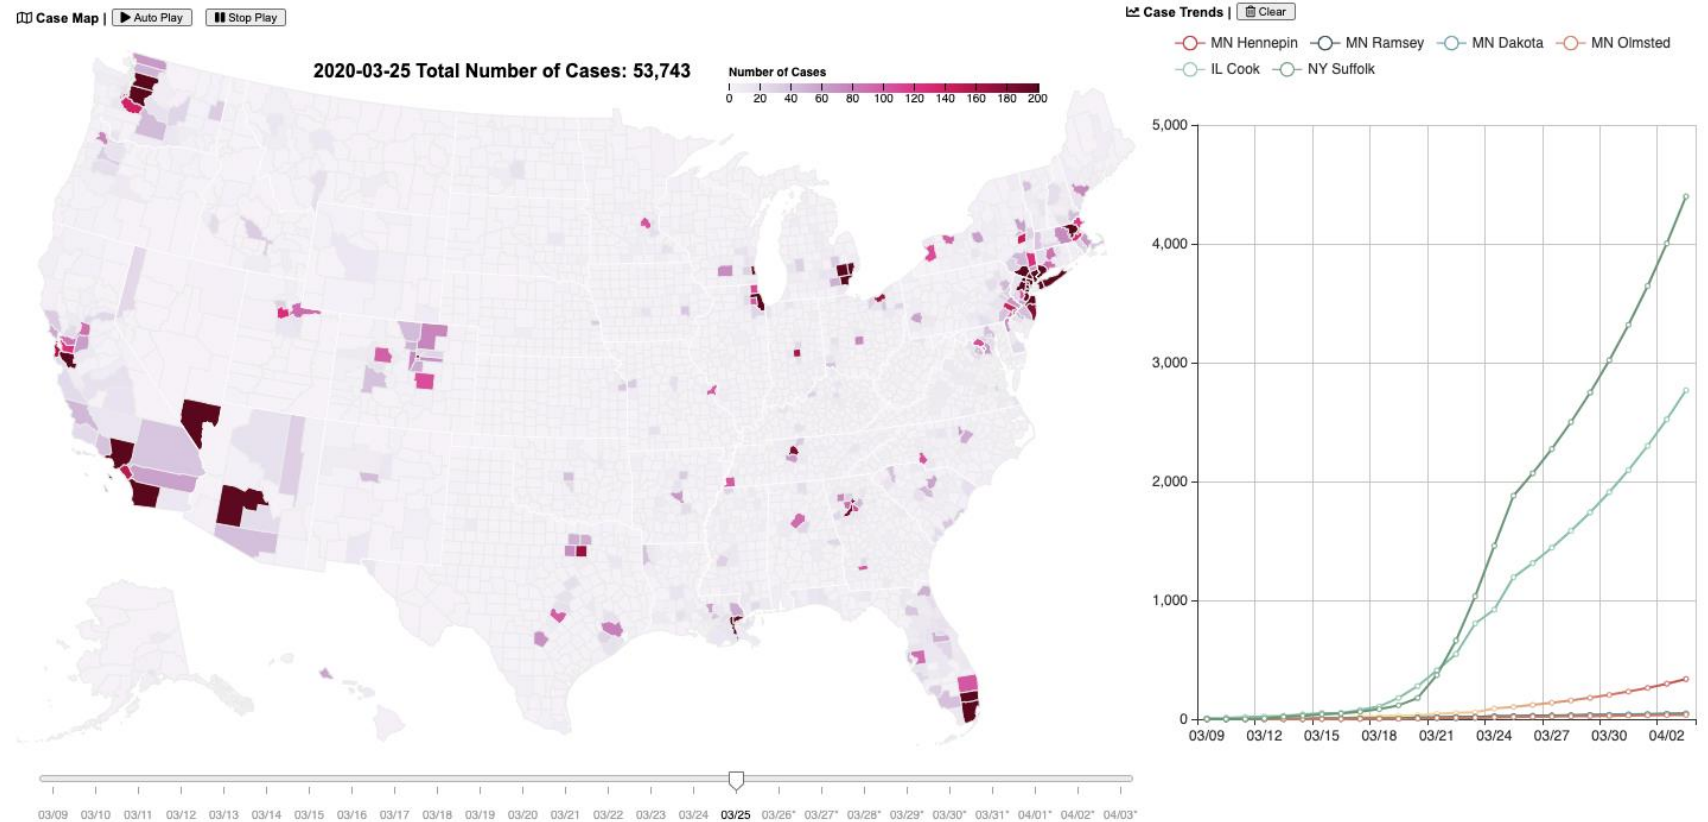 Case Map | Auto Play Stop Play
2020-03-25 Total Number of Cases: 53,743
Number of Cases
0 20 40 60 80 100 120 140 160 180 200
03/09 03/10 03/11 03/12 03/13 03/14 03/15 03/16 03/17 03/18 03/19 03/20 03/21 03/22 03/23 03/24 03/25 03/26* 03/27* 03/28* 03/29* 03/30* 03/31* 04/01* 04/02* 04/03*
Case Trends | Clear
MN Hennepin MN Ramsey MN Dakota MN Olmsted
IL Cook NY Suffolk
5,000
4,000
3,000
2,000
1,000
0
03/09 03/12 03/15 03/18 03/21 03/24 03/27 03/30 04/02